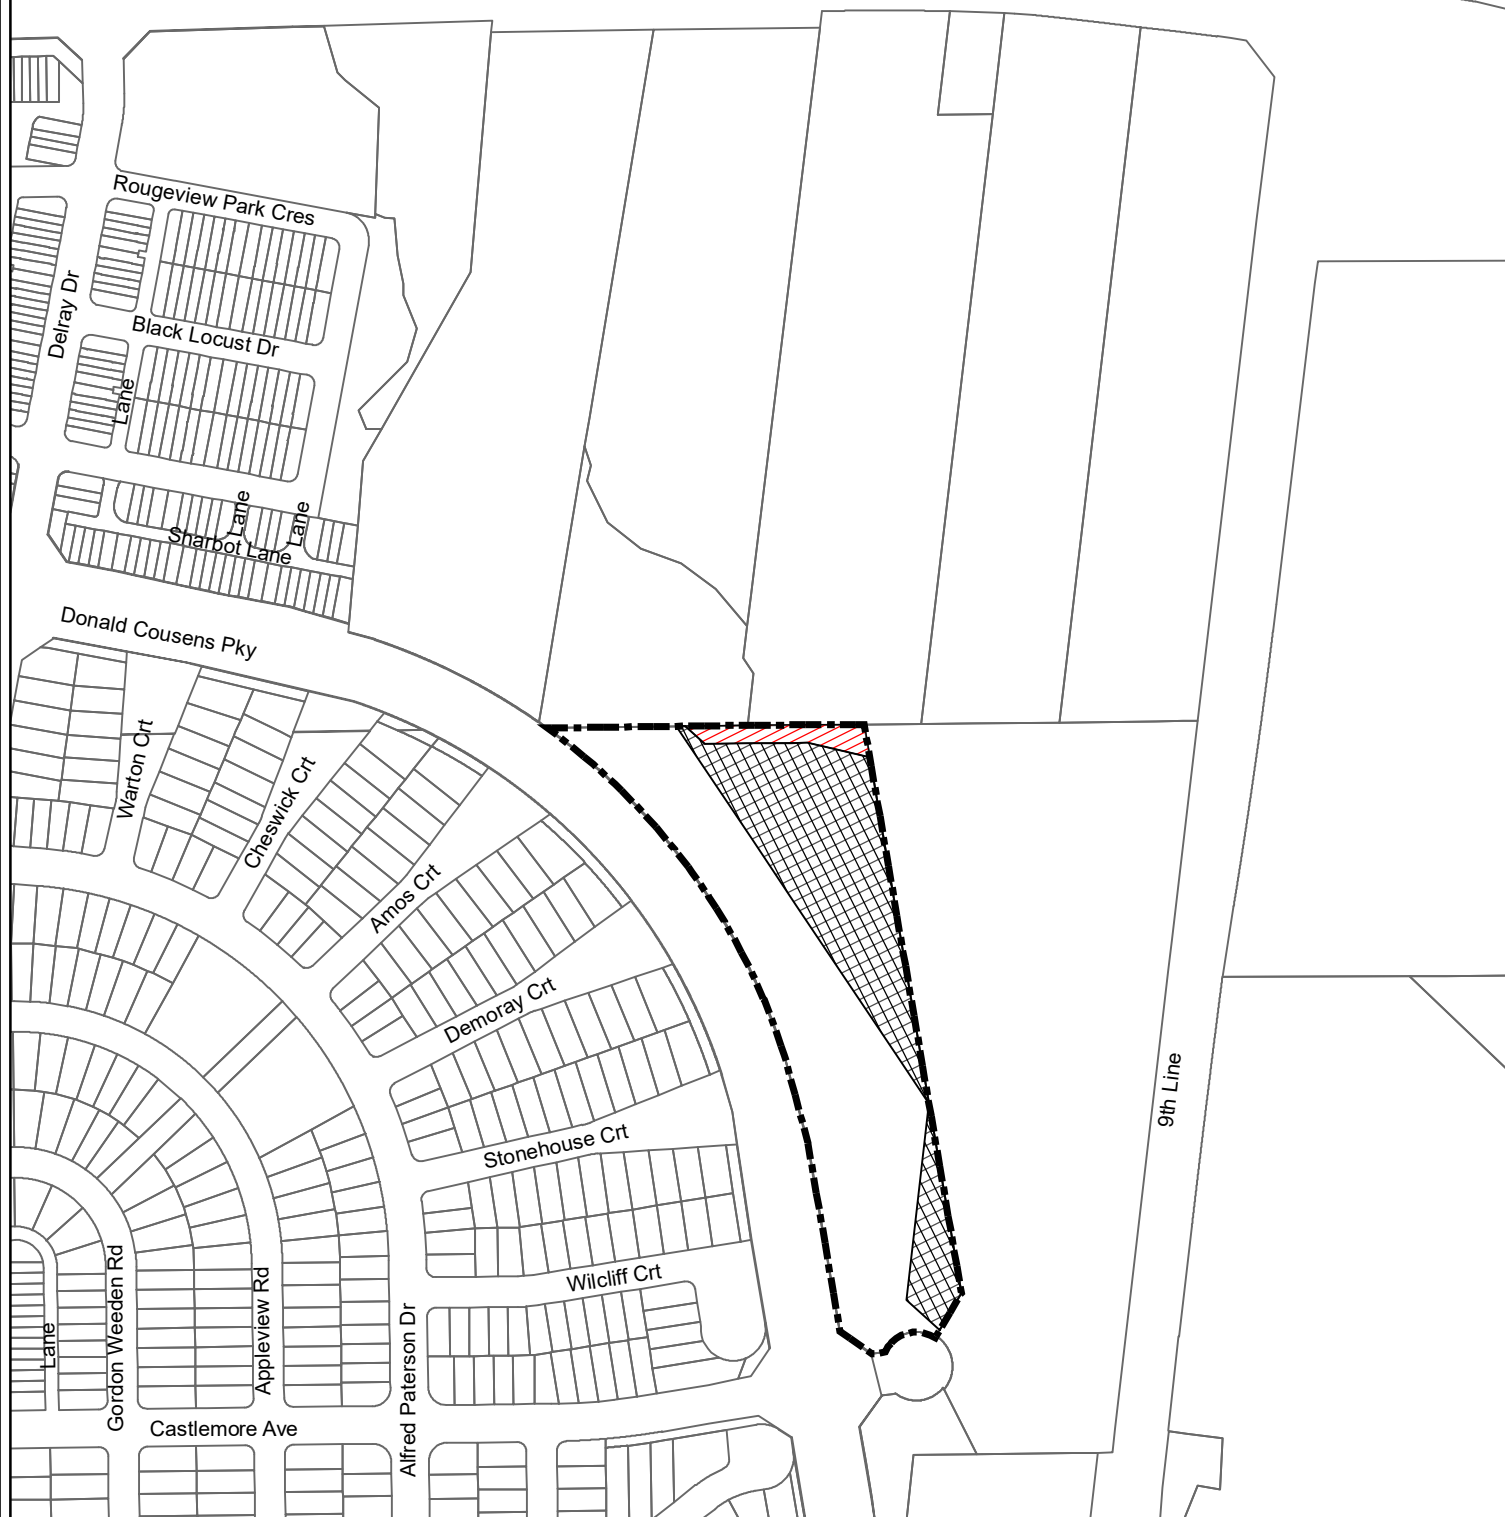 Rougeview Park Cres
Delray Dr
Black Locust Dr
Lane
Lane
Lane
Sharbot Lane
Donald Cousens Pky
Warton Crt
Cheswick Crt
Amos Crt
Demoray Crt
9th Line
Stonehouse Crt
Wilcliff Crt
Lane
Gordon Weeden Rd
Appleview Rd
Alfred Paterson Dr
Castlemore Ave